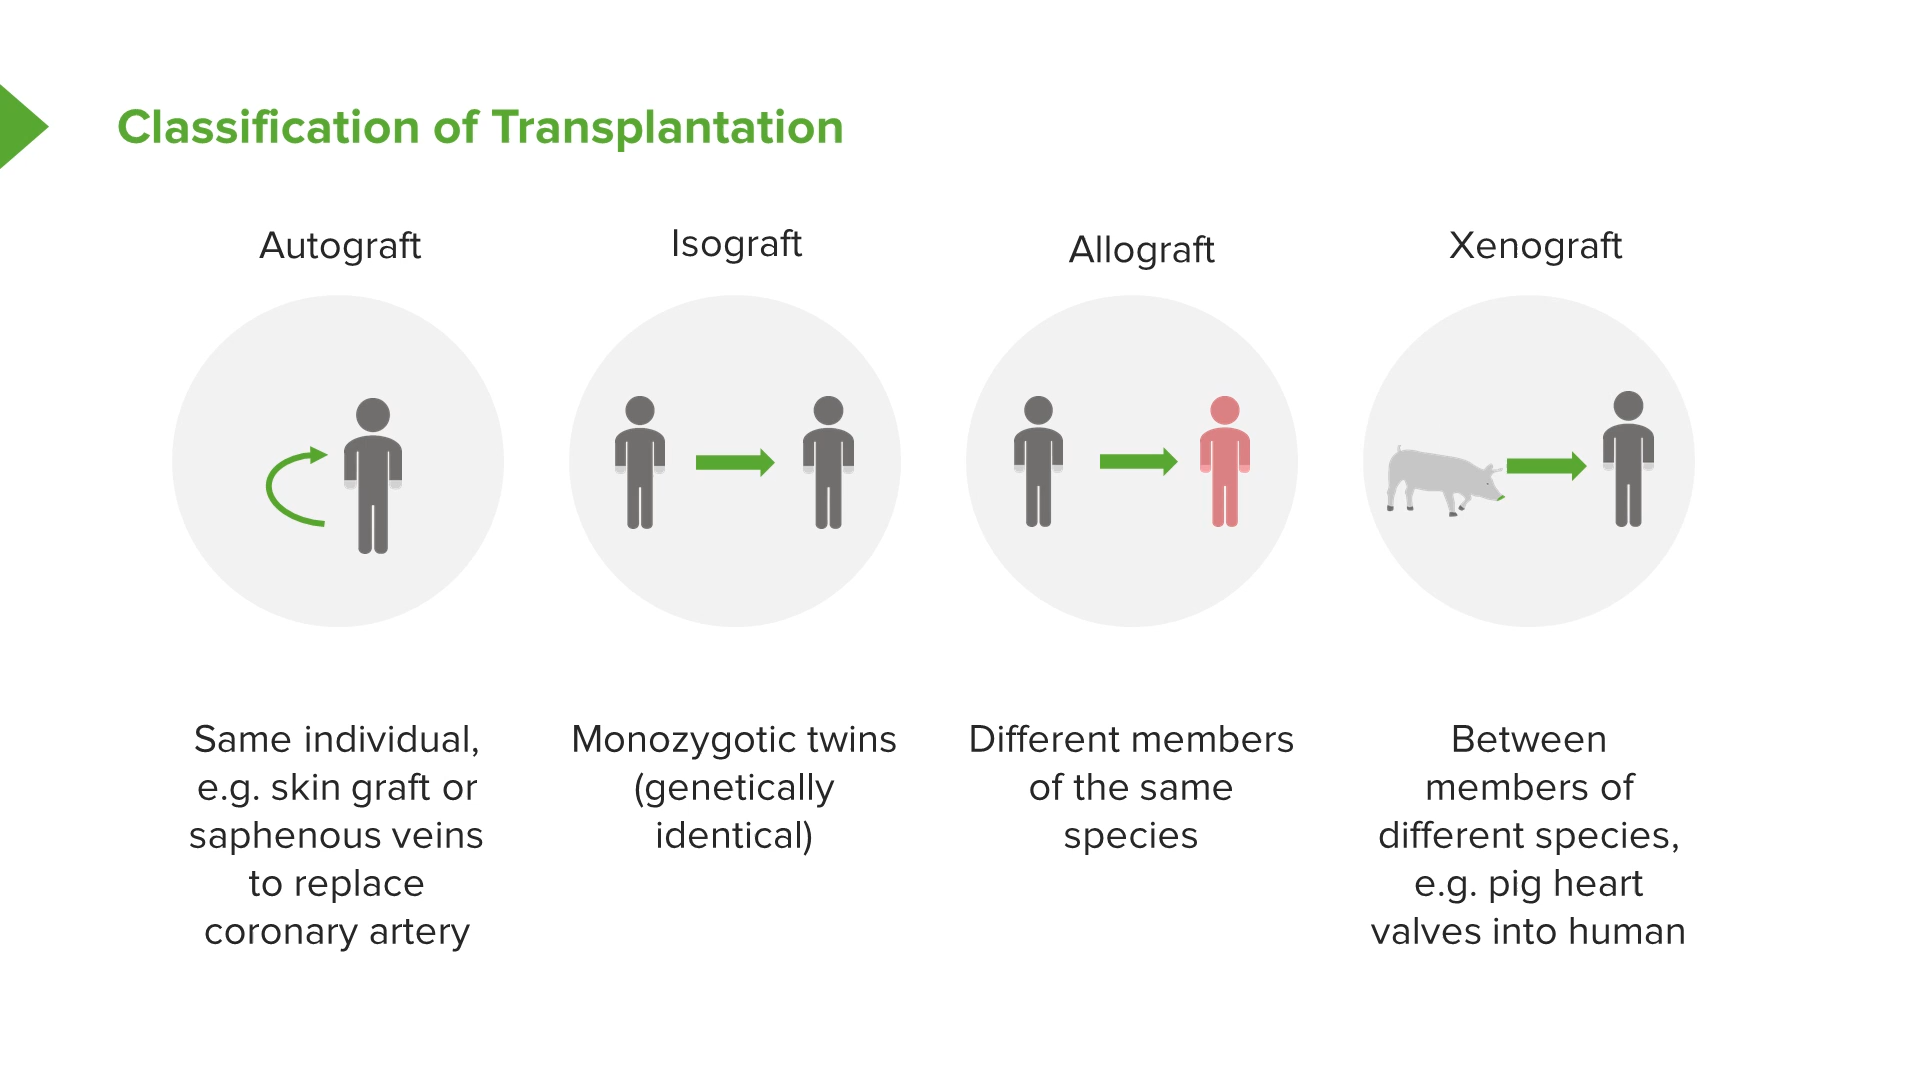 Classification of Transplantation
Autograft
Isograft
Allograft
Xenograft
Same individual,
e.g. skin graft or
saphenous veins
to replace
coronary artery
Monozygotic twins
(genetically
identical)
Different members
of the same
species
Between
members of
different species,
e.g. pig heart
valves into human